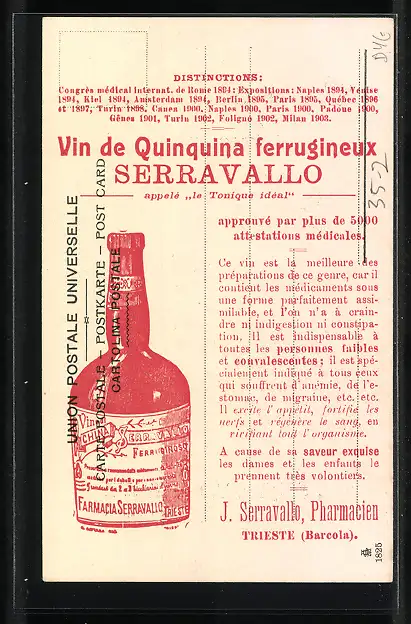 DISTINCTIONS:
Congrès médical internat. de Rome 1894: Expositions: Naples 1894, Venise
1894, Kiel 1894, Amsterdam 1894, Berlin 1895, Paris 1895, Québec 1896
et 1897, Turin 1898, Canea 1900, Naples 1900, Paris 1900, Padoue 1900,
Gênes 1901, Turin 1902, Foligno 1902, Milan 1903.
Vin de Quinquina ferrugineux
SERRAVALLO
appelé „le Tonique idéal“
approuvé par plus de 5000
attestations médicales.
Ce vin est la meilleure des
préparations de ce genre, car il
contient les médicaments sous
une forme parfaitement assi-
milable, et l'on n'a à crain-
dre ni indigestion ni constipa-
tion. Il est indispensable à
toutes les personnes faibles
et convalescentes; il est spé-
cialement indiqué à tous ceux
qui souffrent d'anémie, de l'e-
stomac, de migraine, etc. etc.
Il excite l'appétit, fortifie les
nerfs et régénère le sang, en
vivifiant tout l'organisme.
A cause de sa saveur exquise
les dames et les enfants le
prennent très volontiers.
J. Serravallo, Pharmacien
TRIESTE (Barcola).
UNION POSTALE UNIVERSELLE
CARTE POSTALE – POSTKARTE – POST CARD
CARTOLINA POSTALE
Vino
CHINA
SERRAVALLO
FERRUGINOSO
FARMACIA SERRAVALLO
TRIESTE
1825
35-2
D46